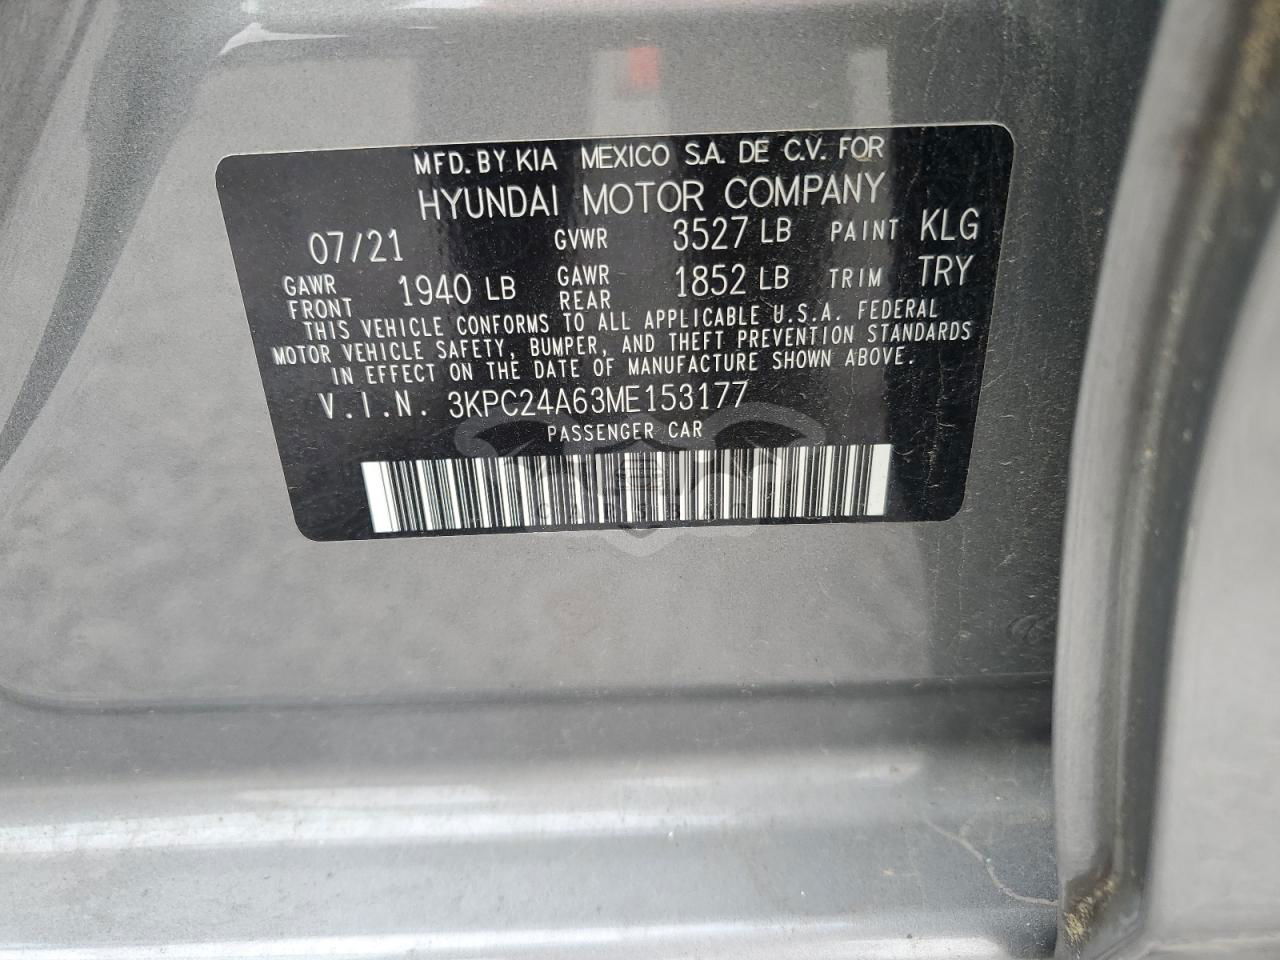 MFD. BY KIA MEXICO S.A. DE C.V. FOR
HYUNDAI MOTOR COMPANY
07/21 GVWR 3527 LB PAINT KLG
GAWR FRONT 1940 LB GAWR REAR 1852 LB TRIM TRY
THIS VEHICLE CONFORMS TO ALL APPLICABLE U.S.A. FEDERAL
MOTOR VEHICLE SAFETY, BUMPER, AND THEFT PREVENTION STANDARDS
IN EFFECT ON THE DATE OF MANUFACTURE SHOWN ABOVE.
V.I.N. 3KPC24A63ME153177
PASSENGER CAR